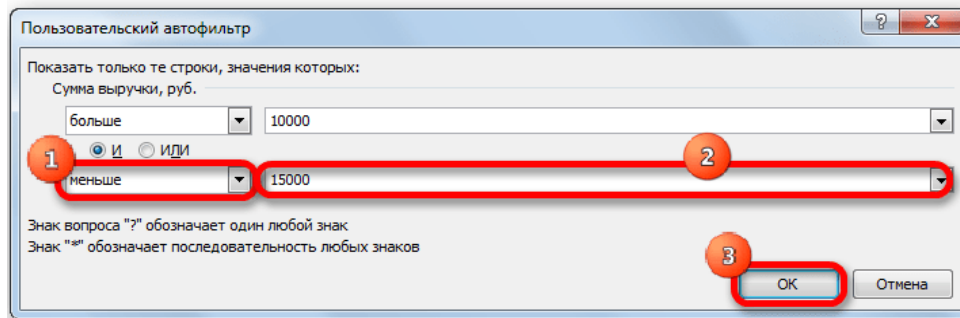 Пользовательский автофильтр
Показать только те строки, значения которых:
Сумма выручки, руб.
больше 10000
И ИЛИ
1 2
меньше 15000
Знак вопроса "?" обозначает один любой знак
Знак "*" обозначает последовательность любых знаков
3
ОК Отмена